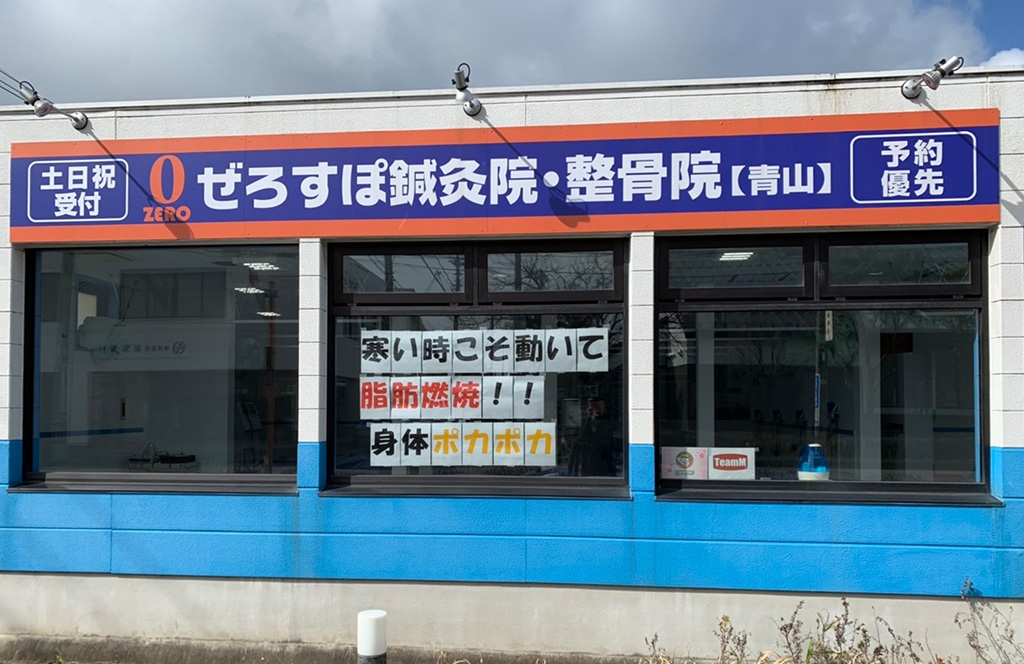 土日祝
受付
0
ZERO
ぜろすぽ鍼灸院・整骨院【青山】
予約
優先
寒い時こそ動いて
脂肪燃焼！！
身体ポカポカ
TeamM